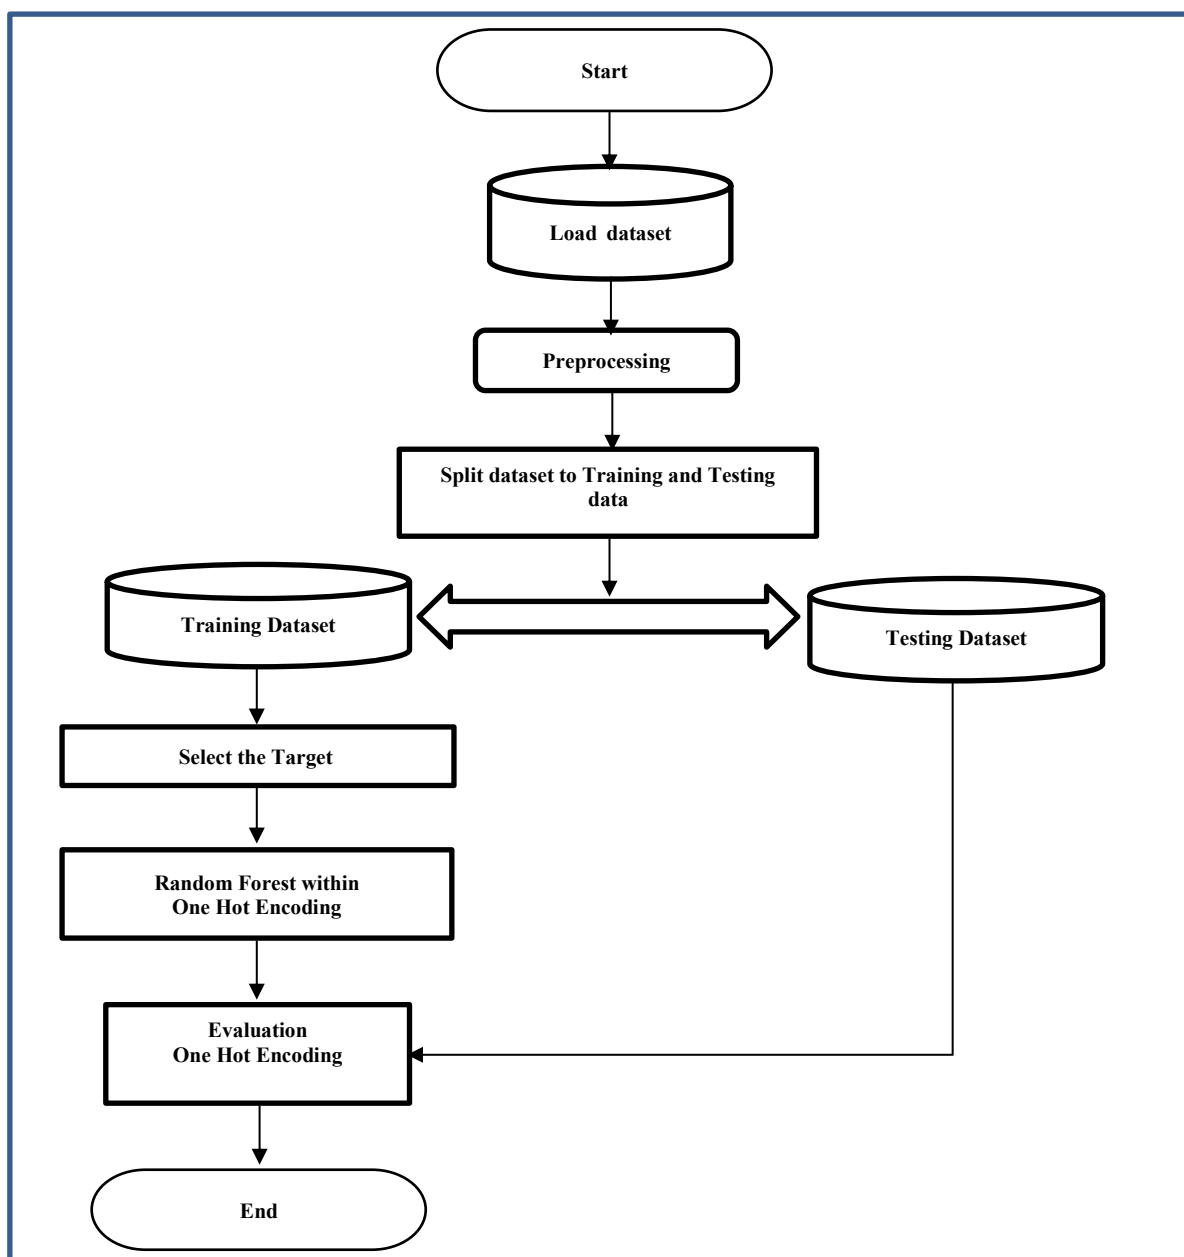 Start
Load dataset
Preprocessing
Split dataset to Training and Testing
data
Training Dataset
Testing Dataset
Select the Target
Random Forest within
One Hot Encoding
Evaluation
One Hot Encoding
End